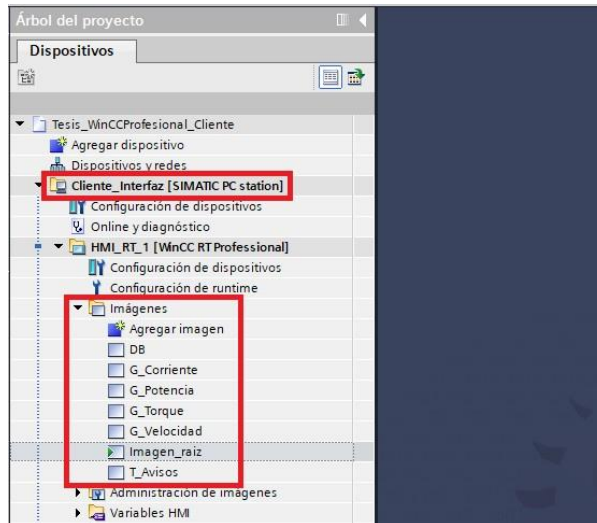 Árbol del proyecto
Dispositivos
Tesis_WinCCProfesional_Cliente
Agregar dispositivo
Dispositivos y redes
Cliente_Interfaz [SIMATIC PC station]
Configuración de dispositivos
Online y diagnóstico
HMI_RT_1 [WinCC RT Professional]
Configuración de dispositivos
Configuración de runtime
Imágenes
Agregar imagen
DB
G_Corriente
G_Potencia
G_Torque
G_Velocidad
Imagen_raiz
T_Avisos
Administración de imágenes
Variables HMI